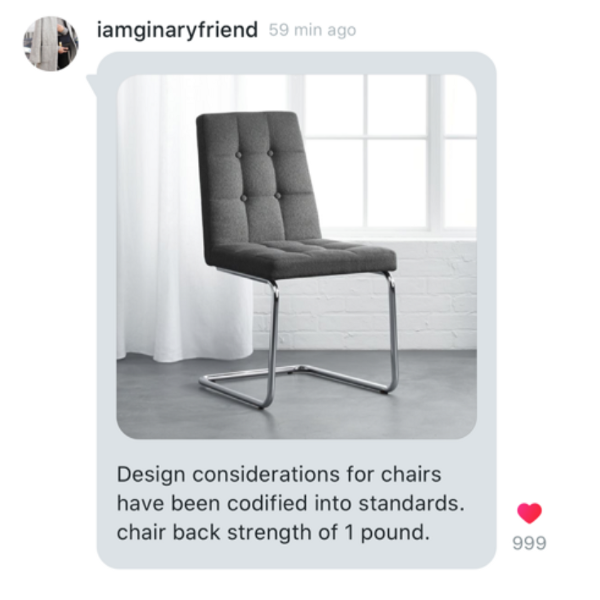 iamginaryfriend 59 min ago
Design considerations for chairs
have been codified into standards.
chair back strength of 1 pound.
999